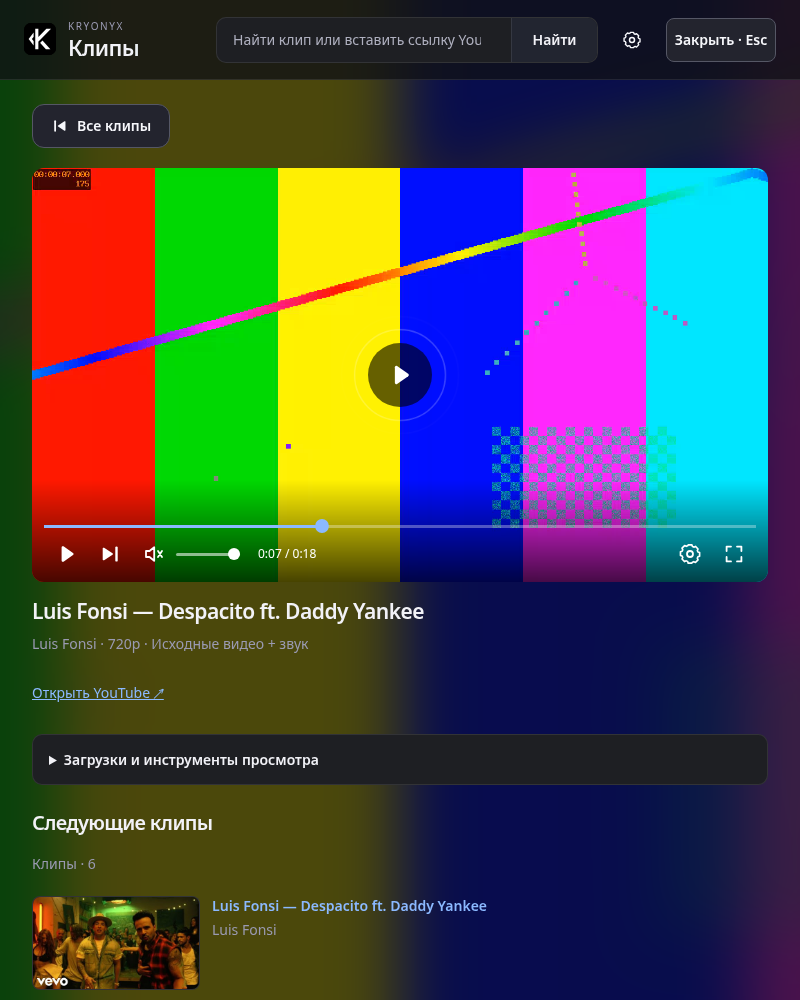 KRYONYX
Клипы
Найти клип или вставить ссылку You
Найти
Закрыть · Esc
Все клипы
00:00:07.000
175
0:07 / 0:18
Luis Fonsi — Despacito ft. Daddy Yankee
Luis Fonsi · 720p · Исходные видео + звук
Открыть YouTube ↗
Загрузки и инструменты просмотра
Следующие клипы
Клипы · 6
Luis Fonsi — Despacito ft. Daddy Yankee
Luis Fonsi
vevo